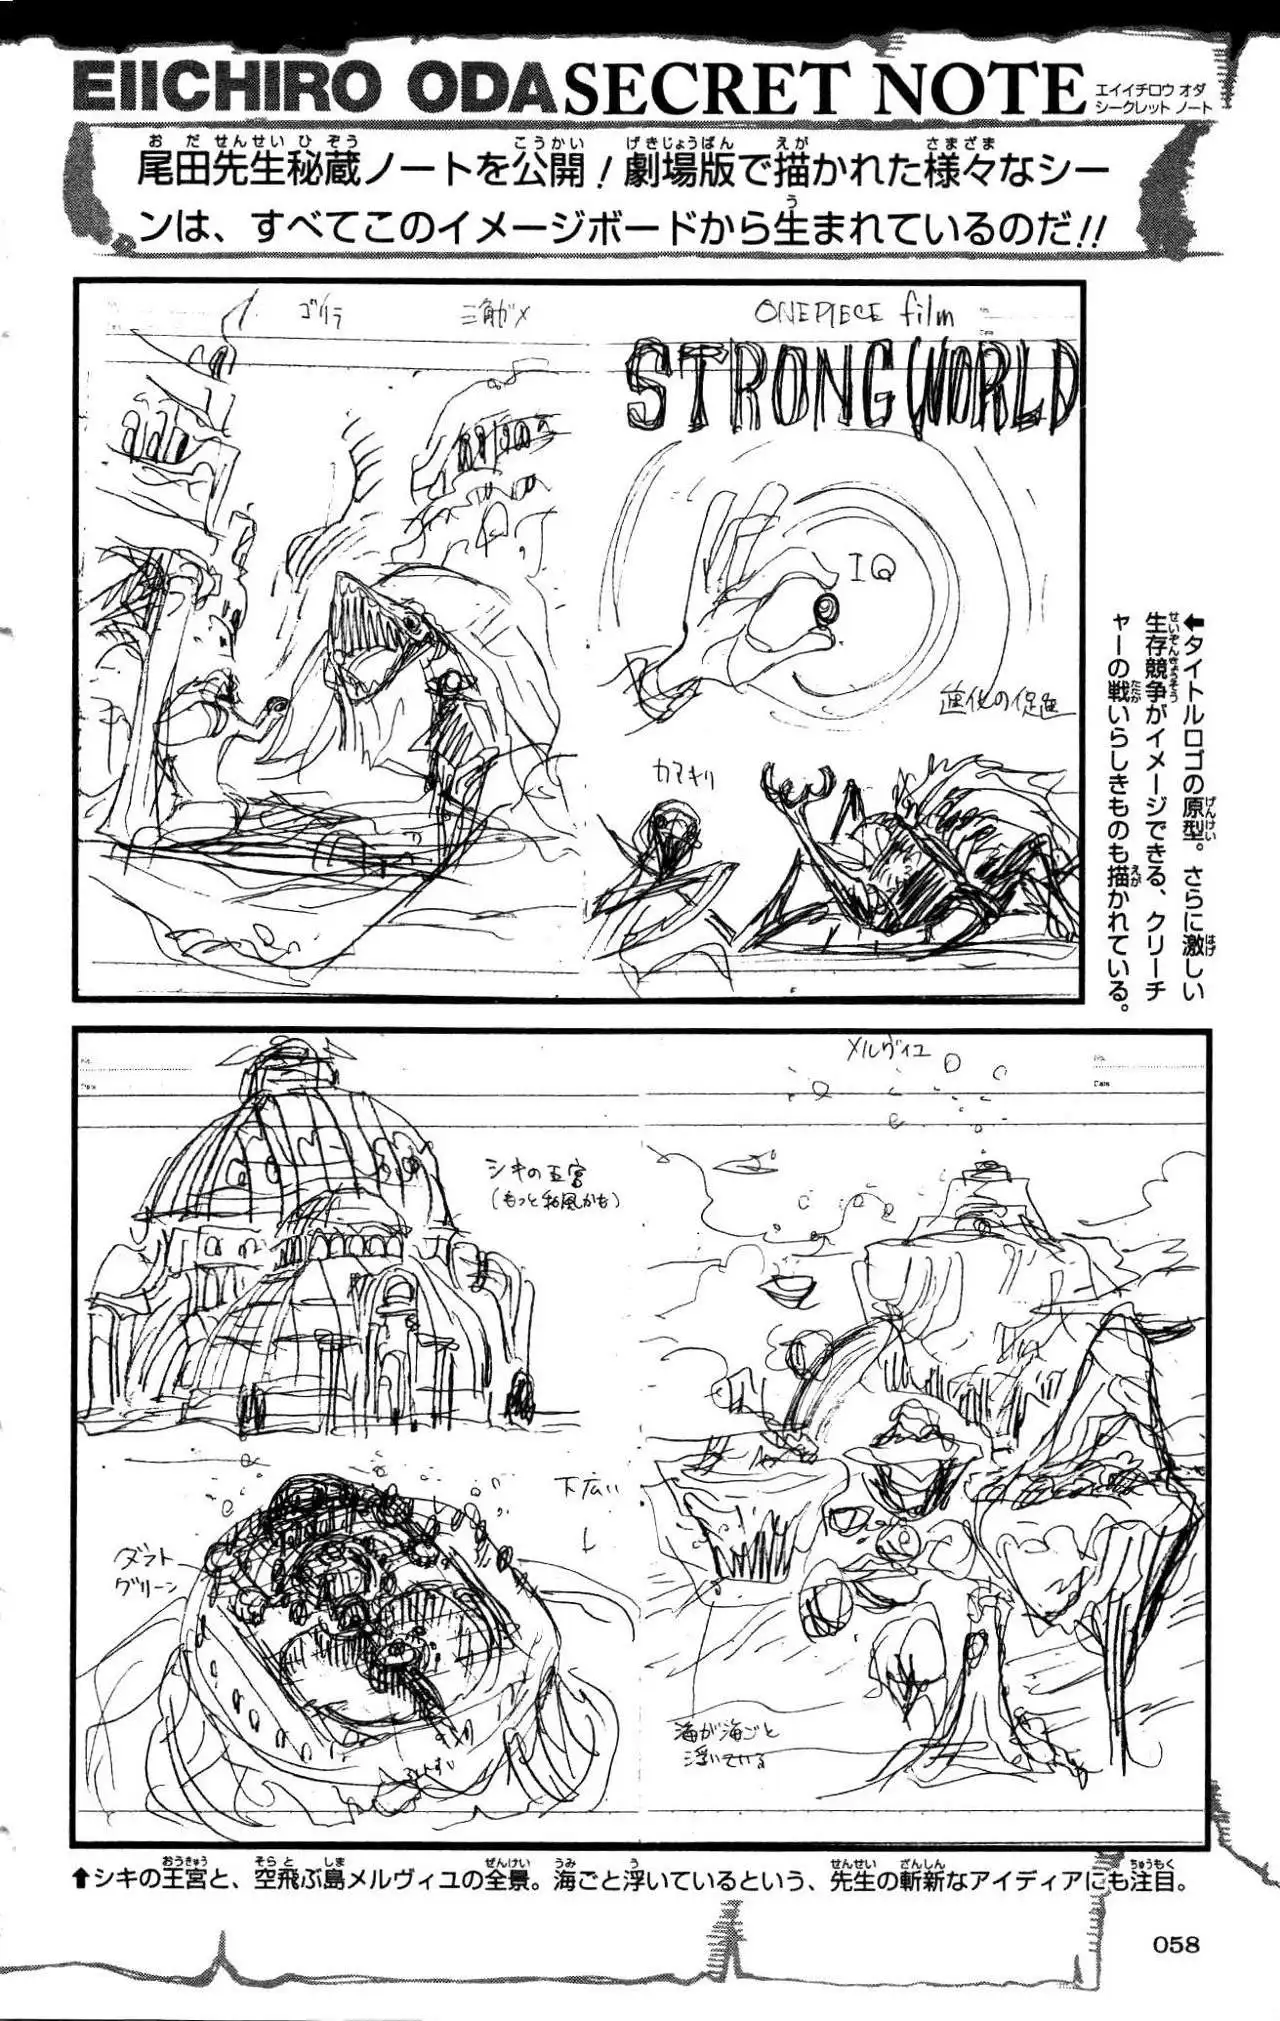 EIICHIRO ODA SECRET NOTE
エイイチロウ オダ
シークレット ノート
尾田先生秘蔵ノートを公開！劇場版で描かれた様々なシー
ンは、すべてこのイメージボードから生まれているのだ!!
ゴリラ
三角ガメ
ONEPIECE film
STRONG WORLD
IQ
進化の促進
カマキリ
⬅タイトルロゴの原型。さらに激しい
生存競争がイメージできる、クリーチ
ャーの戦いらしきものも描かれている。
シキの王宮
(もっと和風かも)
メルヴィユ
No.
Date
下広い
ダフト
グリーン
海が海ごと
浮いている
⬆シキの王宮と、空飛ぶ島メルヴィユの全景。海ごと浮いているという、先生の斬新なアイディアにも注目。
058